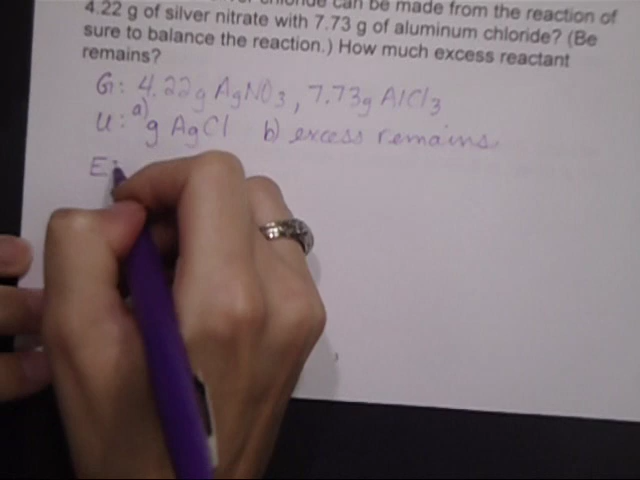 chloride can be made from the reaction of
4.22 g of silver nitrate with 7.73 g of aluminum chloride? (Be
sure to balance the reaction.) How much excess reactant
remains?
G: 4.22g AgNO3, 7.73g AlCl3
U: a) g AgCl b) excess remains
E: